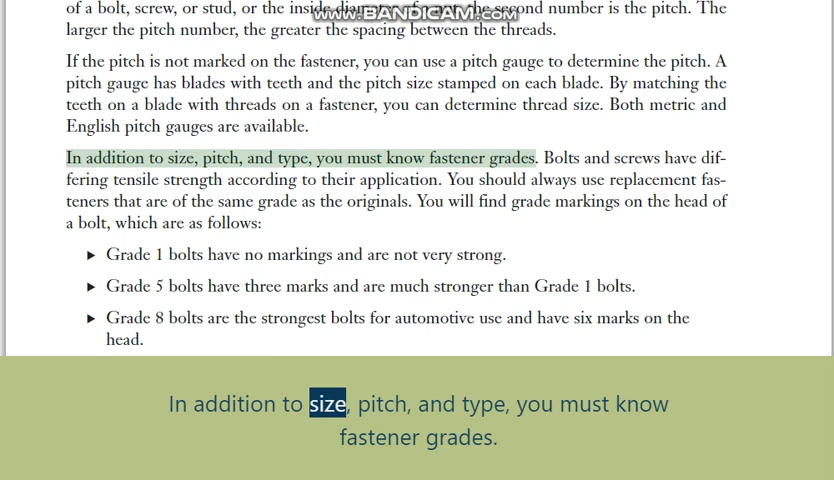 of a bolt, screw, or stud, or the inside diameter of a nut, the second number is the pitch. The
www.BANDICAM.com
larger the pitch number, the greater the spacing between the threads.
If the pitch is not marked on the fastener, you can use a pitch gauge to determine the pitch. A
pitch gauge has blades with teeth and the pitch size stamped on each blade. By matching the
teeth on a blade with threads on a fastener, you can determine thread size. Both metric and
English pitch gauges are available.
In addition to size, pitch, and type, you must know fastener grades. Bolts and screws have dif-
fering tensile strength according to their application. You should always use replacement fas-
teners that are of the same grade as the originals. You will find grade markings on the head of
a bolt, which are as follows:
▶ Grade 1 bolts have no markings and are not very strong.
▶ Grade 5 bolts have three marks and are much stronger than Grade 1 bolts.
▶ Grade 8 bolts are the strongest bolts for automotive use and have six marks on the
head.
In addition to size, pitch, and type, you must know
fastener grades.